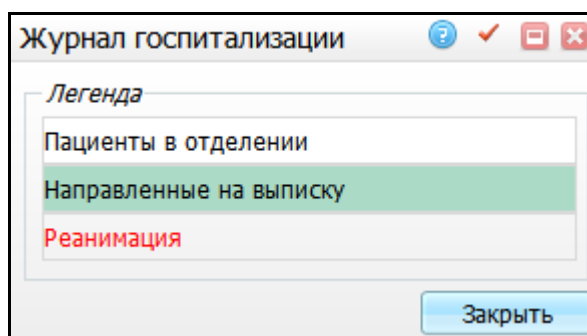 Журнал госпитализации
Легенда
Пациенты в отделении
Направленные на выписку
Реанимация
Закрыть